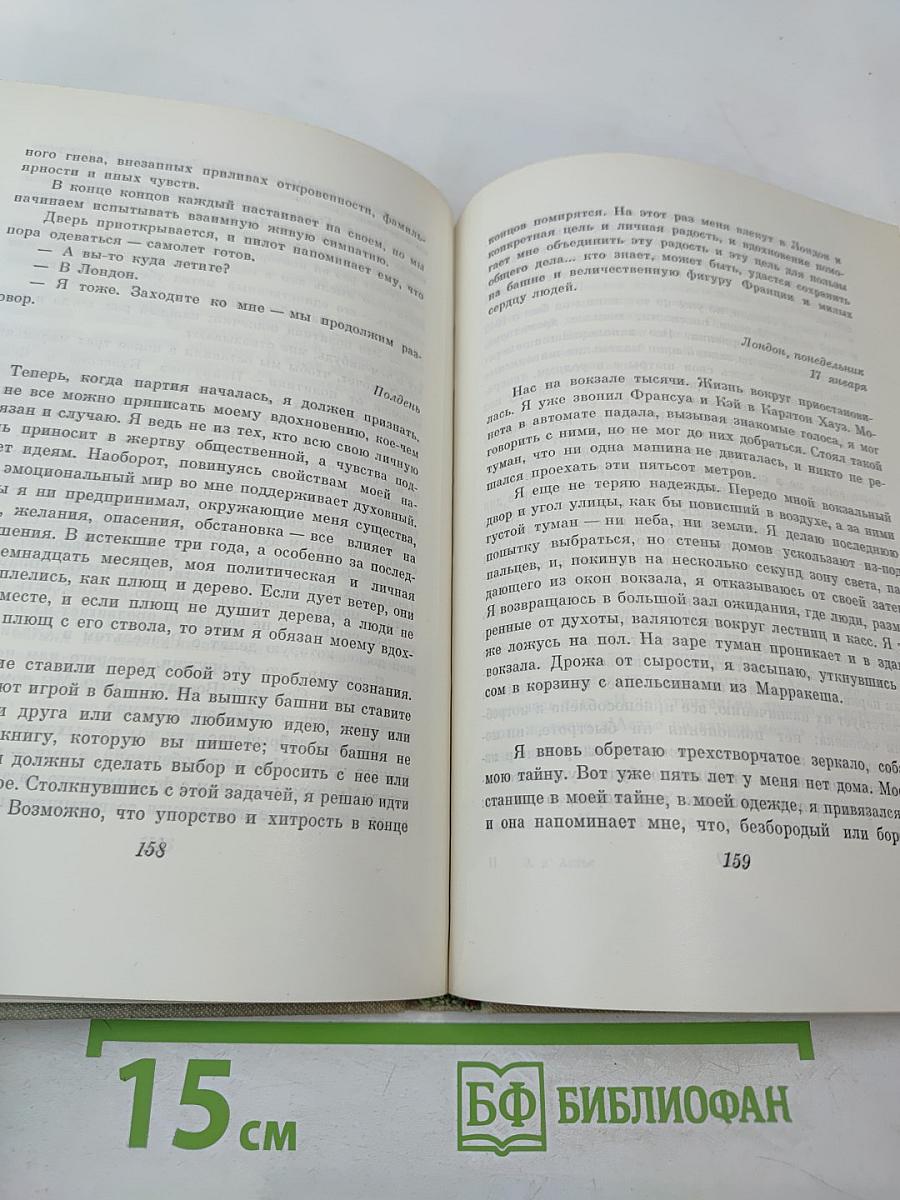 ного гнева, внезапных приливах откровенности, фамиль-
ярности и иных чувств.
В конце концов каждый настаивает на своем, но мы
начинаем испытывать взаимную живую симпатию.
Дверь приоткрывается, и пилот напоминает ему, что
пора одеваться — самолет готов.
— А вы-то куда летите?
— В Лондон.
— Я тоже. Заходите ко мне — мы продолжим раз-
овор.
Полдень
Теперь, когда партия началась, я должен признать,
не все можно приписать моему вдохновению, кое-чем
язан и случаю. Я ведь не из тех, кто всю свою личную
ь приносит в жертву общественной, а чувства под-
ет идеям. Наоборот, повинуясь свойствам моей на-
эмоциональный мир во мне поддерживает духовный.
ы я ни предпринимал, окружающие меня существа,
, желания, опасения, обстановка — все влияет на
шения. В истекшие три года, а особенно за послед-
емнадцать месяцев, моя политическая и личная
плелись, как плющ и дерево. Если дует ветер, они
месте, и если плющ не душит дерева, а люди не
плющ с его ствола, то этим я обязан моему вдох-
ие ставили перед собой эту проблему сознания.
ют игрой в башню. На вышку башни вы ставите
и друга или самую любимую идею, жену или
книгу, которую вы пишете; чтобы башня не
ы должны сделать выбор и сбросить с нее или
ре. Столкнувшись с этой задачей, я решаю идти
Возможно, что упорство и хитрость в конце
158
концов помирятся. На этот раз меня влекут в Лондон и
конкретная цель и личная радость, и вдохновение помо-
гает мне объединить эту радость и эту цель для пользы
общего дела... кто знает, может быть, удастся сохранить
на башне и величественную фигуру Франции и милых
сердцу людей.
Лондон, понедельник
17 января
Нас на вокзале тысячи. Жизнь вокруг приостанови-
лась. Я уже звонил Франсуа и Кэй в Карлтон Хауз. Мо-
нета в автомате падала, вызывая знакомые голоса, я мог
говорить с ними, но не мог до них добраться. Стоял такой
туман, что ни одна машина не двигалась, и никто не ре-
шался проехать эти пятьсот метров.
Я еще не теряю надежды. Передо мной вокзальный
двор и угол улицы, как бы повисший в воздухе, а за ними
густой туман — ни неба, ни земли. Я делаю последнюю
попытку выбраться, но стены домов ускользают из-под
пальцев, и, покинув на несколько секунд зону света, па-
дающего из окон вокзала, я отказываюсь от своей затеи
Я возвращаюсь в большой зал ожидания, где люди, разм
ренные от духоты, валяются вокруг лестниц и касс. Я
же ложусь на пол. На заре туман проникает и в зда
вокзала. Дрожа от сырости, я засыпаю, уткнувшись
сом в корзину с апельсинами из Марракеша.
Я вновь обретаю трехстворчатое зеркало, соба
мою тайну. Вот уже пять лет у меня нет дома. Мое
станище в моей тайне, в моей одежде, я привязался
и она напоминает мне, что, безбородый или бор
159
15 см
БФ БИБЛИОФАН